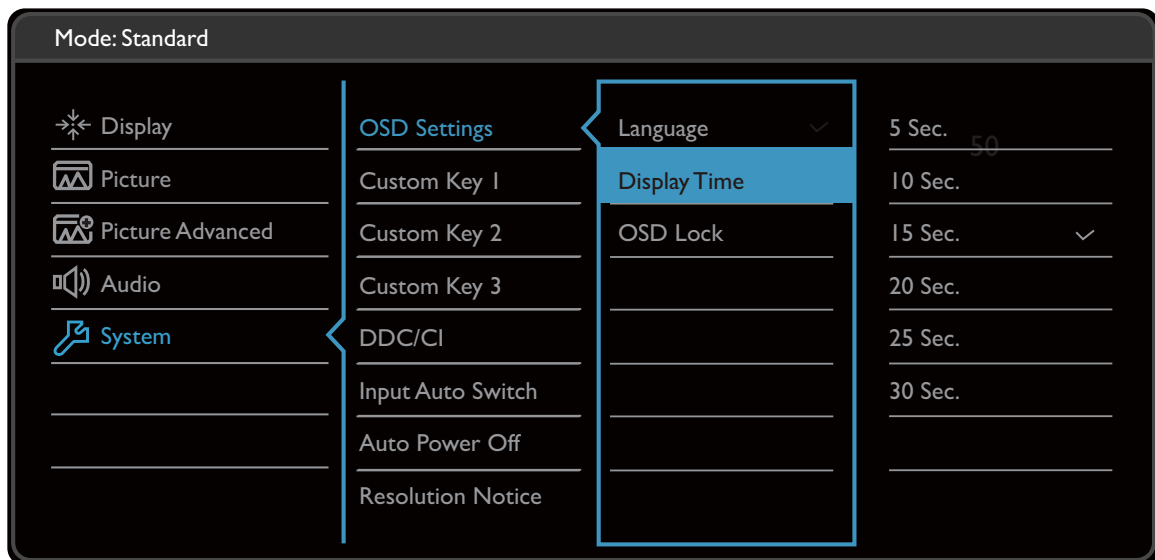 Mode: Standard
Display
Picture
Picture Advanced
Audio
System
OSD Settings
Custom Key 1
Custom Key 2
Custom Key 3
DDC/CI
Input Auto Switch
Auto Power Off
Resolution Notice
Language
Display Time
OSD Lock
5 Sec.
50
10 Sec.
15 Sec.
20 Sec.
25 Sec.
30 Sec.